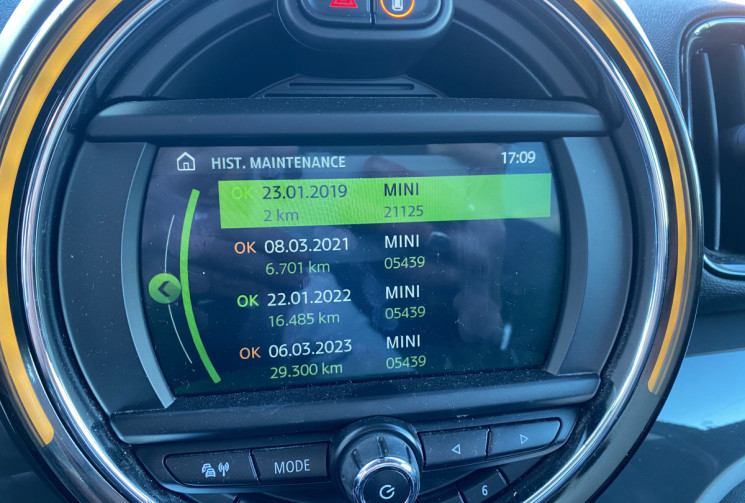 HIST. MAINTENANCE 17:09
OK 23.01.2019 MINI
2 km 21125
OK 08.03.2021 MINI
6.701 km 05439
OK 22.01.2022 MINI
16.485 km 05439
OK 06.03.2023 MINI
29.300 km 05439
MODE
6